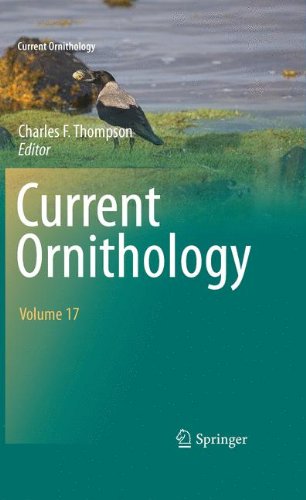 Current Ornithology
Charles F. Thompson
Editor
Current
Ornithology
Volume 17
Springer